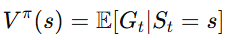 V^π(s) = 𝔼[G_t|S_t = s]